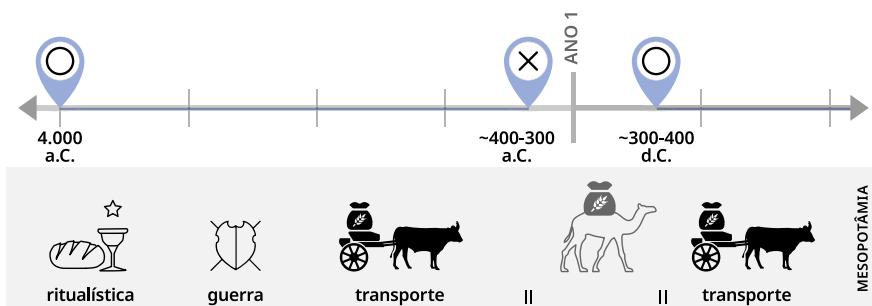 ANO 1
4.000
a.C.
~400-300
a.C.
~300-400
d.C.
ritualística
guerra
transporte
transporte
MESOPOTÂMIA